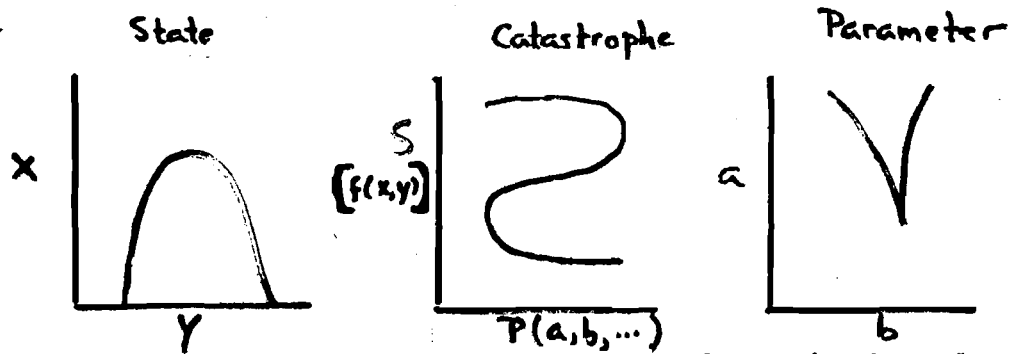 State
Catastrophe
Parameter
X
Y
S
[f(x,y)]
P(a,b,...)
a
b